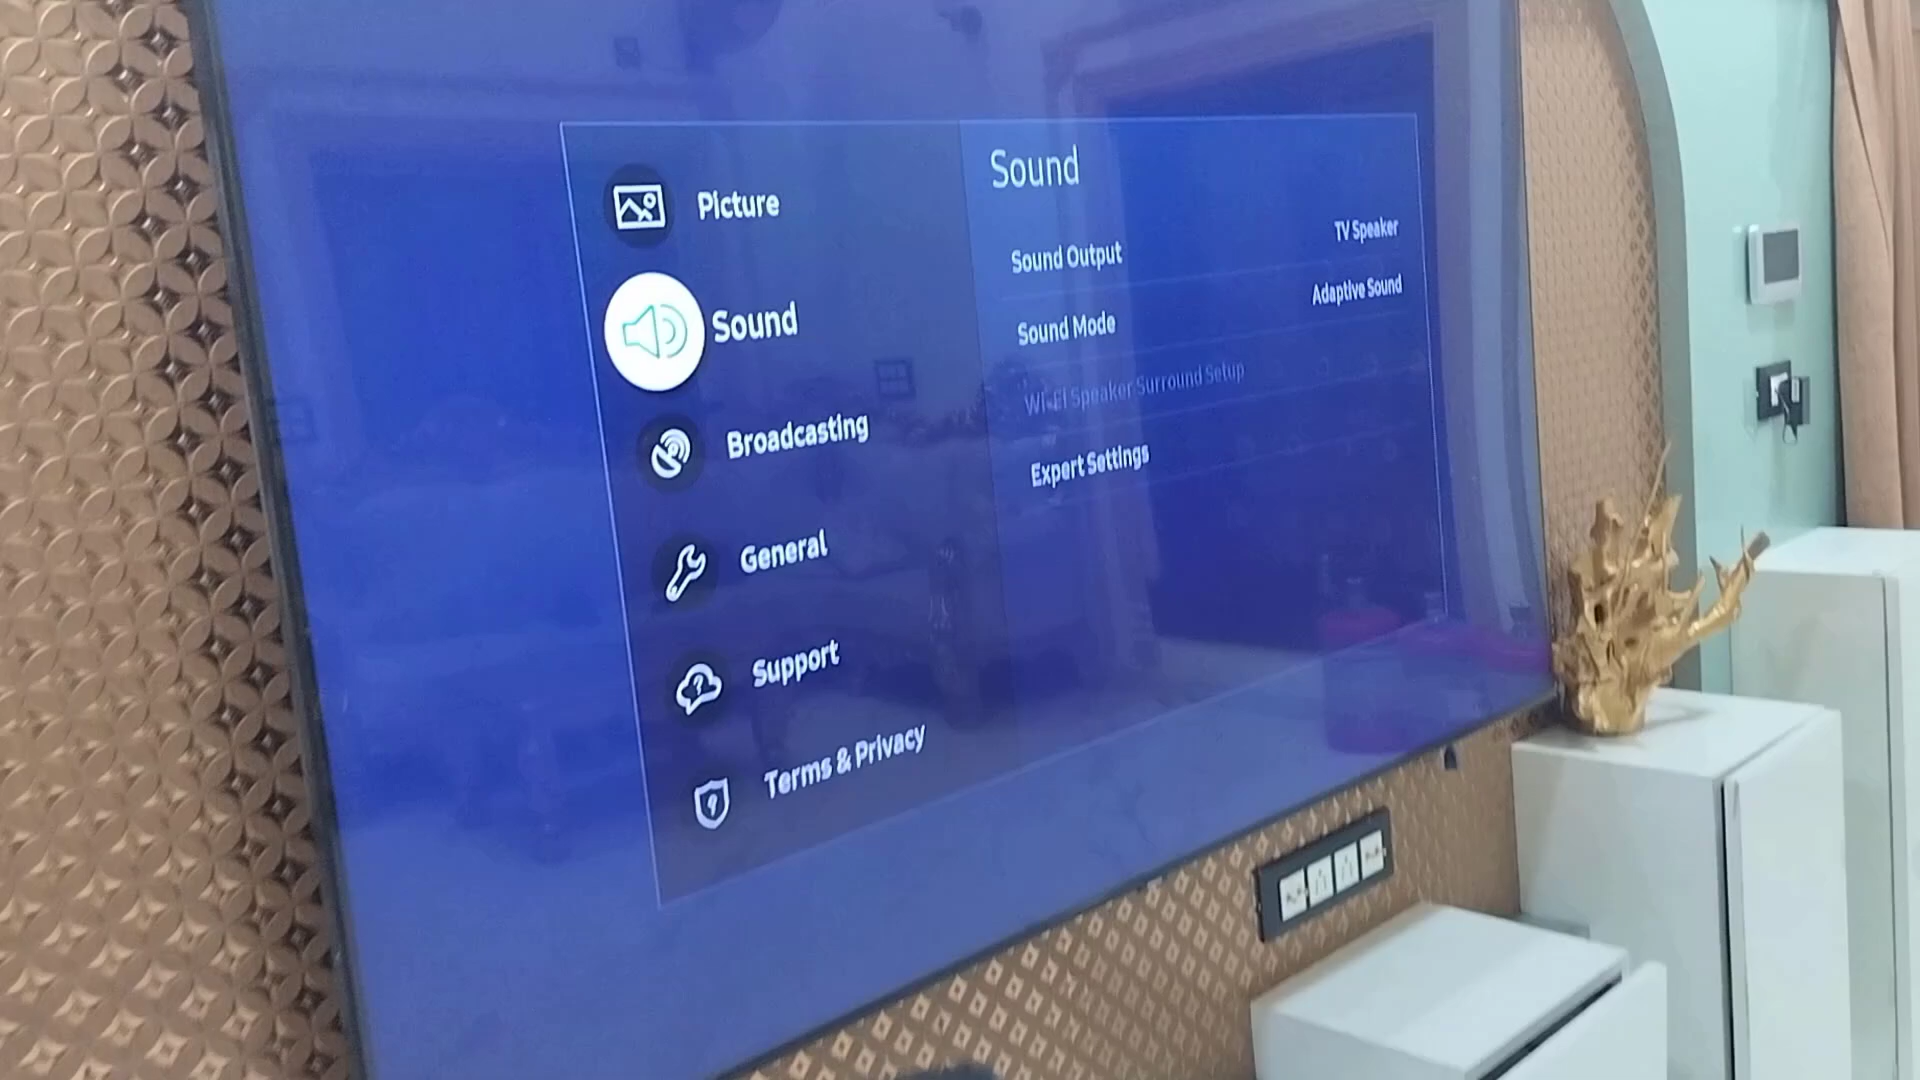 Picture
Sound
Broadcasting
General
Support
Terms & Privacy
Sound
Sound Output TV Speaker
Sound Mode Adaptive Sound
Wi-Fi Speaker Surround Setup
Expert Settings